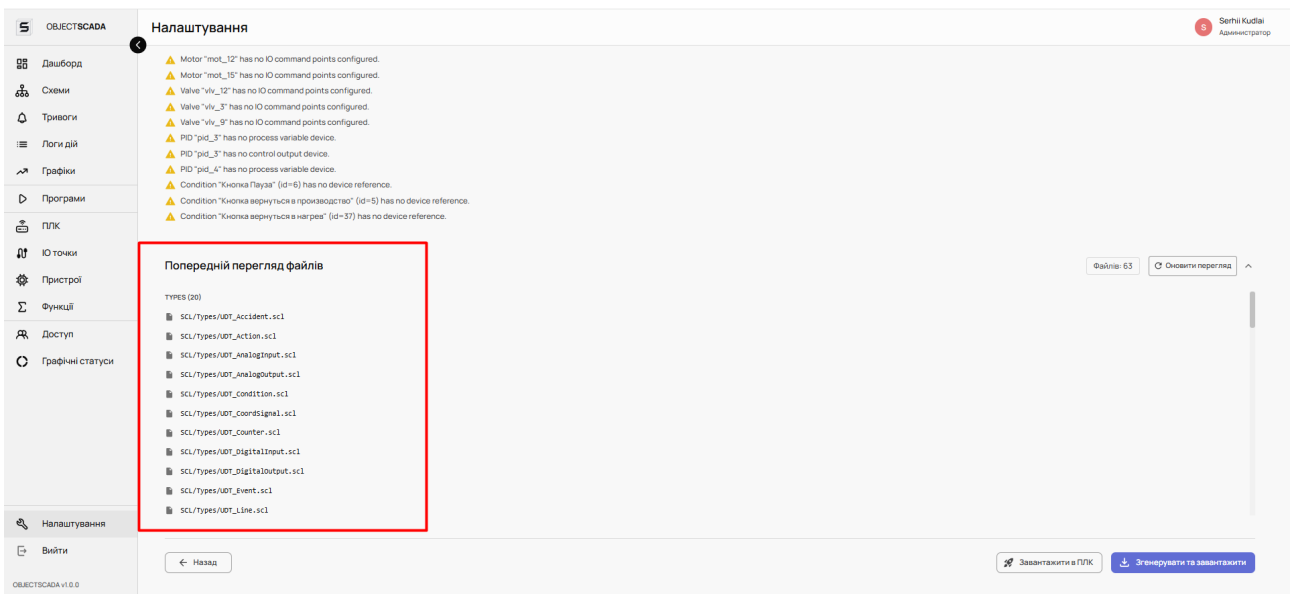 OBJECTSCADA
Налаштування
S
Serhii Kudlai
Администратор
Дашборд
Схеми
Тривоги
Логи дій
Графіки
Програми
ПЛК
IO точки
Пристрої
Функції
Доступ
Графічні статуси
Налаштування
Вийти
OBJECTSCADA v1.0.0
Motor "mot_12" has no IO command points configured.
Motor "mot_15" has no IO command points configured.
Valve "vlv_12" has no IO command points configured.
Valve "vlv_3" has no IO command points configured.
Valve "vlv_9" has no IO command points configured.
PID "pid_3" has no process variable device.
PID "pid_3" has no control output device.
PID "pid_4" has no process variable device.
Condition "Кнопка Пауза" (id=6) has no device reference.
Condition "Кнопка вернуться в производство" (id=5) has no device reference.
Condition "Кнопка вернуться в нагрев" (id=37) has no device reference.
Попередній перегляд файлів
Файлів: 63
Оновити перегляд
TYPES (20)
SCL/Types/UDT_Accident.scl
SCL/Types/UDT_Action.scl
SCL/Types/UDT_AnalogInput.scl
SCL/Types/UDT_AnalogOutput.scl
SCL/Types/UDT_Condition.scl
SCL/Types/UDT_CoordSignal.scl
SCL/Types/UDT_Counter.scl
SCL/Types/UDT_DigitalInput.scl
SCL/Types/UDT_DigitalOutput.scl
SCL/Types/UDT_Event.scl
SCL/Types/UDT_Line.scl
Назад
Завантажити в ПЛК
Згенерувати та завантажити